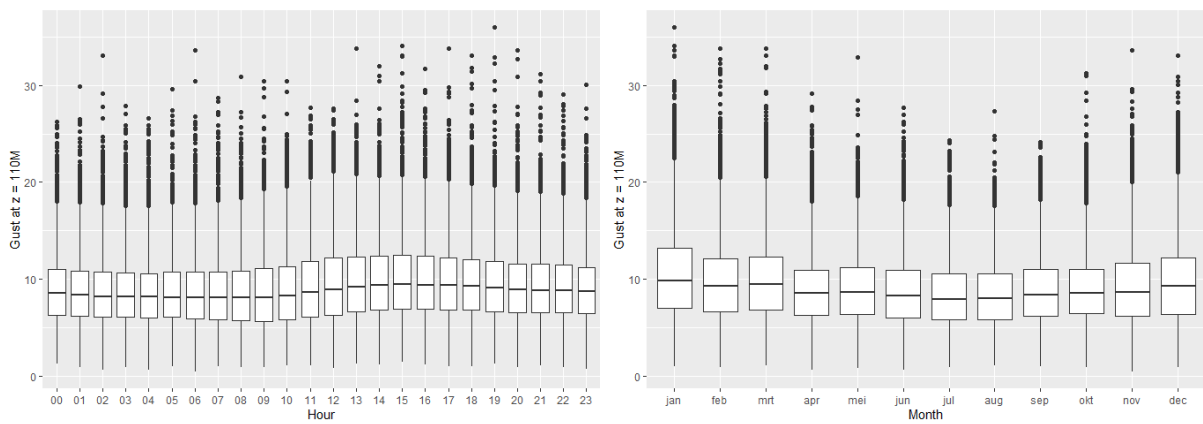 Gust at z = 110M
30
20
10
0
00 01 02 03 04 05 06 07 08 09 10 11 12 13 14 15 16 17 18 19 20 21 22 23
Hour
Gust at z = 110M
30
20
10
0
jan feb mrt apr mei jun jul aug sep okt nov dec
Month